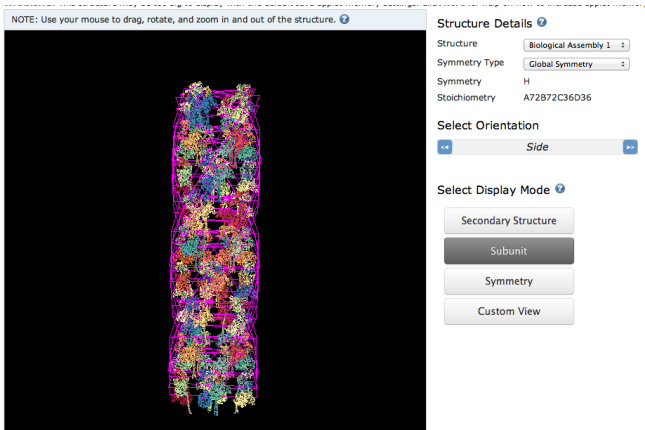 NOTE: Use your mouse to drag, rotate, and zoom in and out of the structure. ?
Structure Details ?
Structure Biological Assembly 1
Symmetry Type Global Symmetry
Symmetry H
Stoichiometry A72B72C36D36
Select Orientation
<< Side >>
Select Display Mode ?
Secondary Structure
Subunit
Symmetry
Custom View